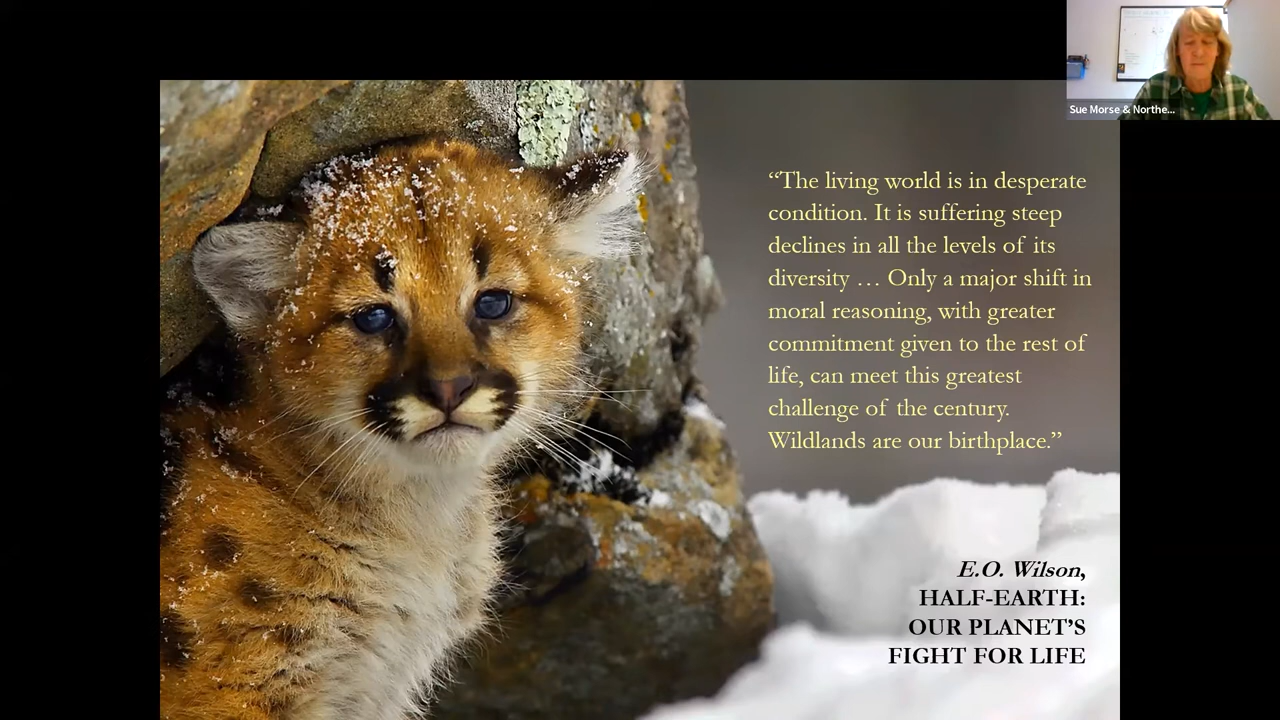 Sue Morse & Northe...
“The living world is in desperate
condition. It is suffering steep
declines in all the levels of its
diversity … Only a major shift in
moral reasoning, with greater
commitment given to the rest of
life, can meet this greatest
challenge of the century.
Wildlands are our birthplace.”
E.O. Wilson,
HALF-EARTH:
OUR PLANET’S
FIGHT FOR LIFE